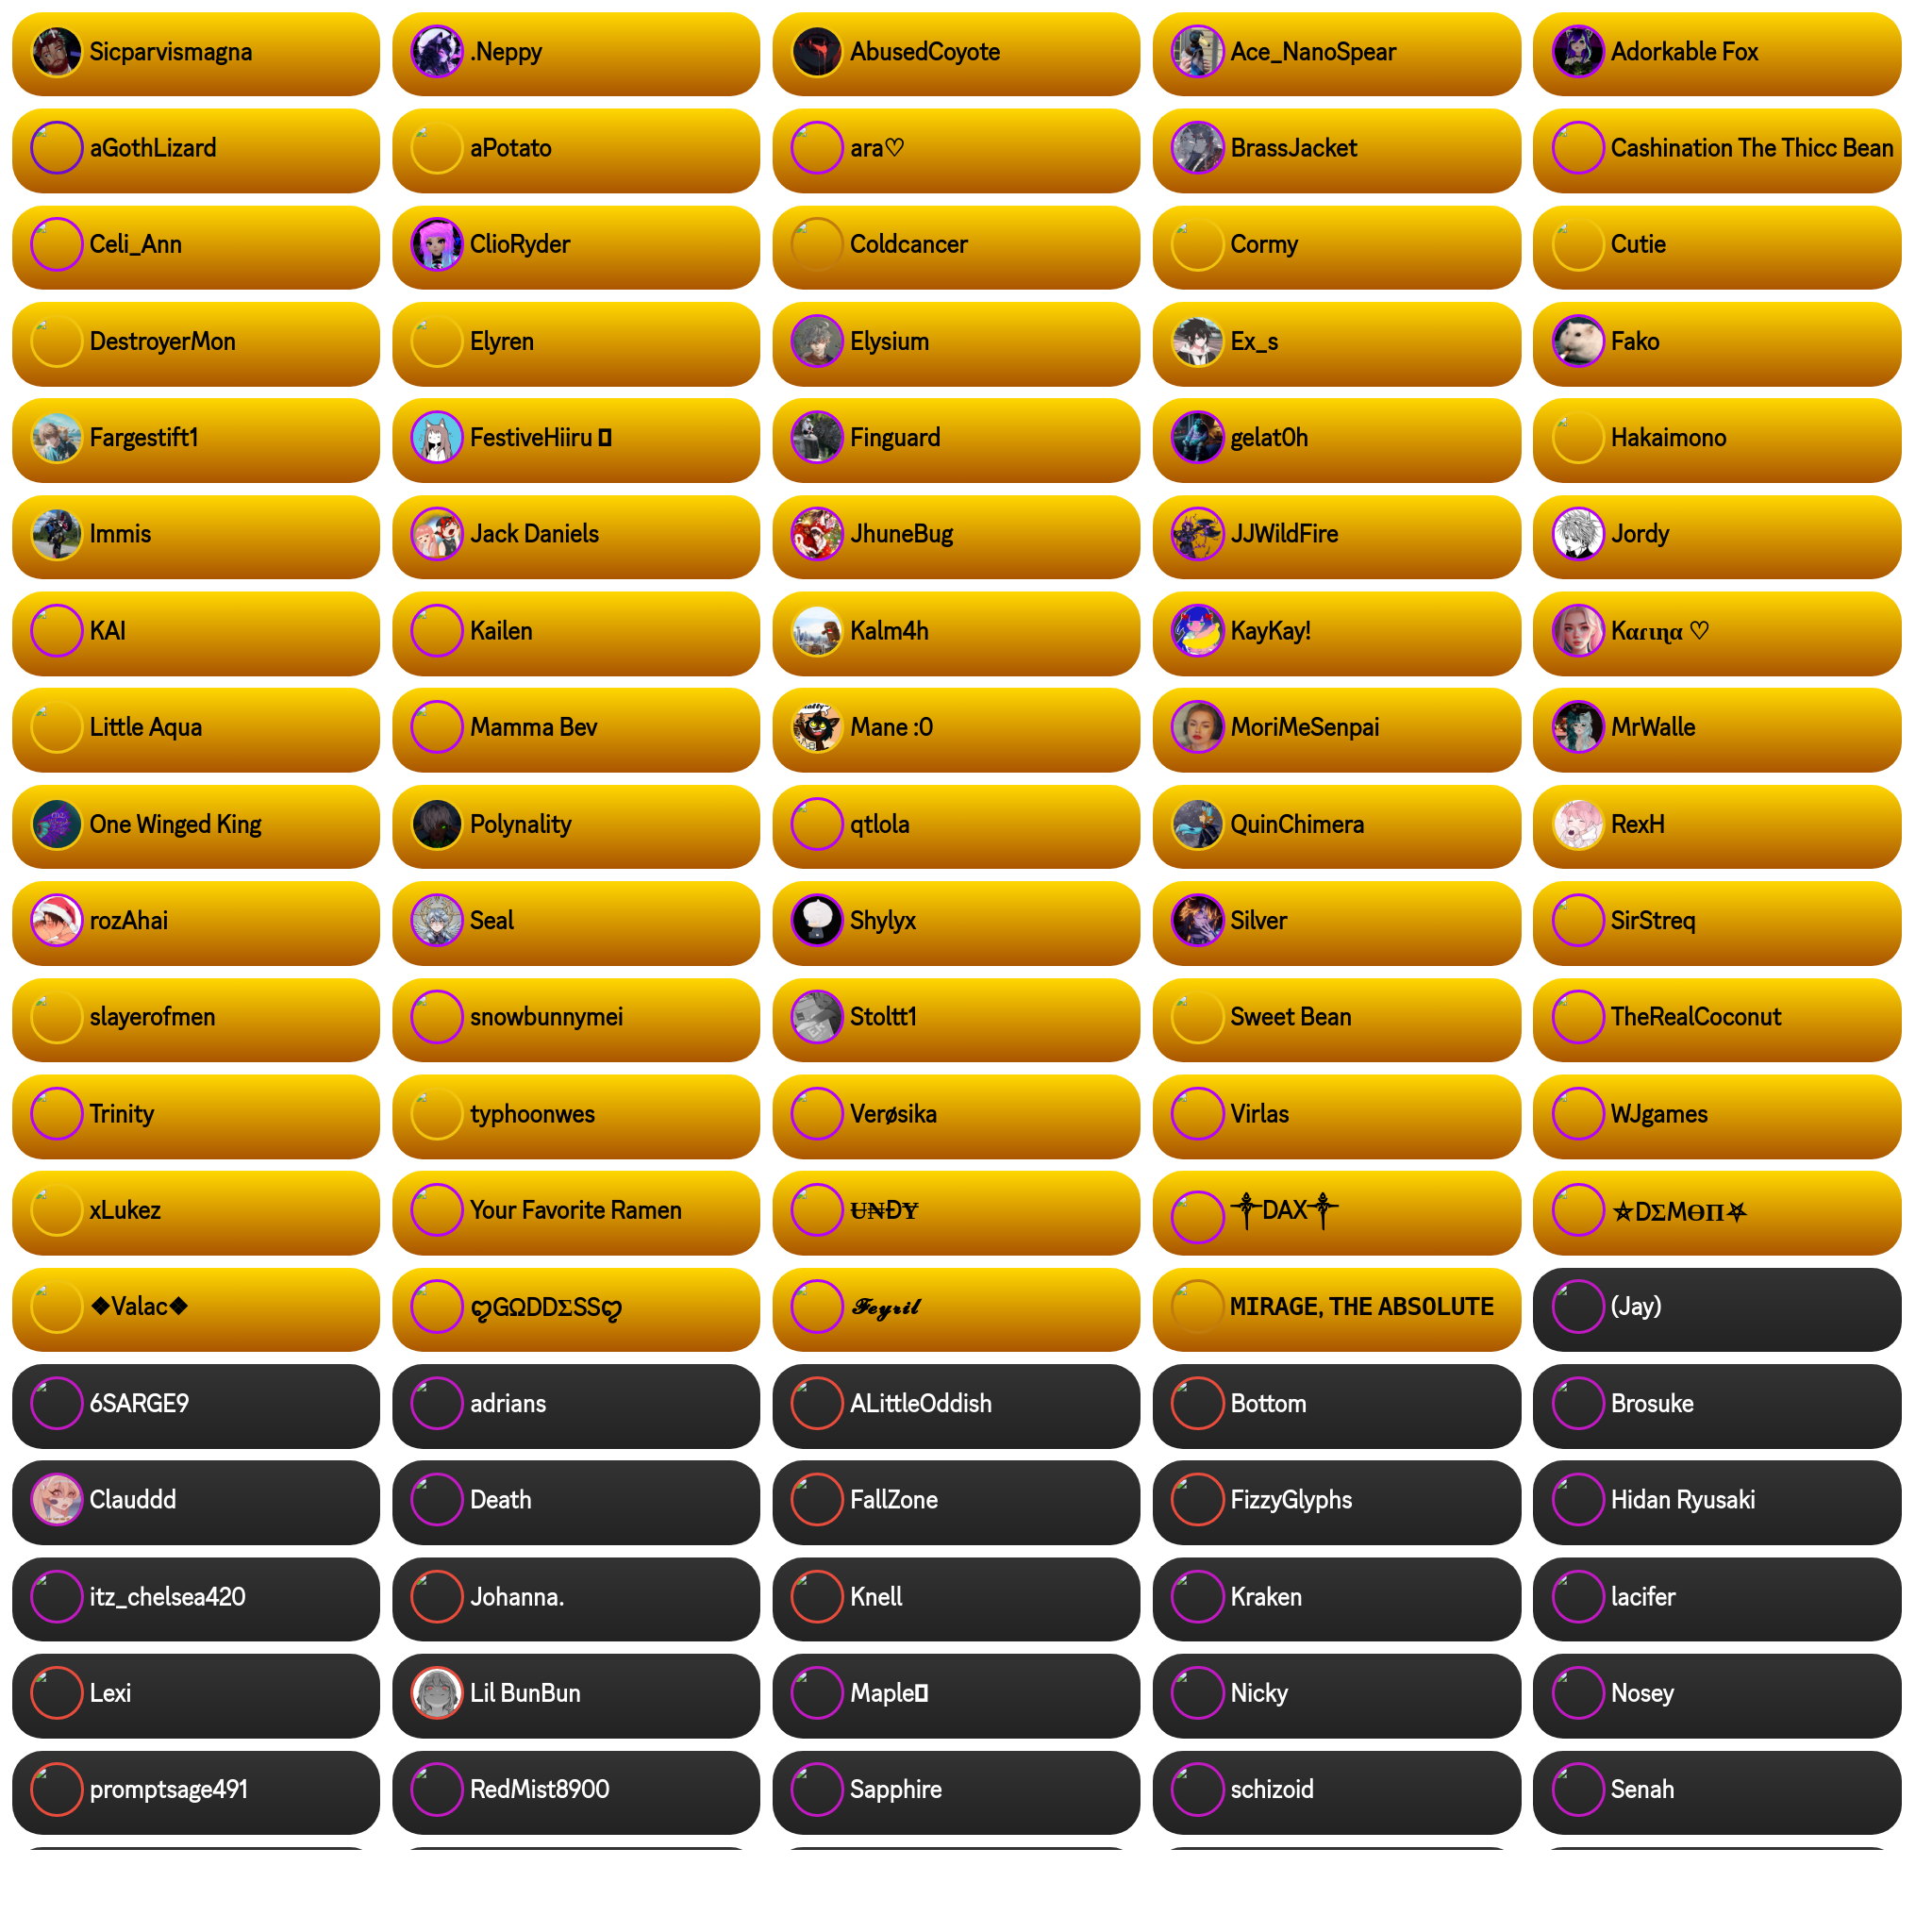 Sicparvismagna
.Neppy
AbusedCoyote
Ace_NanoSpear
Adorkable Fox
aGothLizard
aPotato
ara♡
BrassJacket
Cashination The Thicc Bean
Celi_Ann
ClioRyder
Coldcancer
Cormy
Cutie
DestroyerMon
Elyren
Elysium
Ex_s
Fako
Fargestift1
FestiveHiiru
Finguard
gelat0h
Hakaimono
Immis
Jack Daniels
JhuneBug
JJWildFire
Jordy
KAI
Kailen
Kalm4h
KayKay!
Kαɾιɳα ♡
Little Aqua
Mamma Bev
Mane :0
MoriMeSenpai
MrWalle
One Winged King
Polynality
qtlola
QuinChimera
RexH
rozAhai
Seal
Shylyx
Silver
SirStreq
slayerofmen
snowbunnymei
Stoltt1
Sweet Bean
TheRealCoconut
Trinity
typhoonwes
Verøsika
Virlas
WJgames
xLukez
Your Favorite Ramen
Ʉ₦ĐɎ
⚜DAX⚜
⛤DΣMӨП⛧
❖Valac❖
ღGΩDDΣSSღ
𝓕𝓮𝔂𝓻𝓲𝓵
𝗠𝗜𝗥𝗔𝗚𝗘, 𝗧𝗛𝗘 𝗔𝗕𝗦𝗢𝗟𝗨𝗧𝗘
(Jay)
6SARGE9
adrians
ALittleOddish
Bottom
Brosuke
Clauddd
Death
FallZone
FizzyGlyphs
Hidan Ryusaki
itz_chelsea420
Johanna.
Knell
Kraken
lacifer
Lexi
Lil BunBun
Maple
Nicky
Nosey
promptsage491
RedMist8900
Sapphire
schizoid
Senah